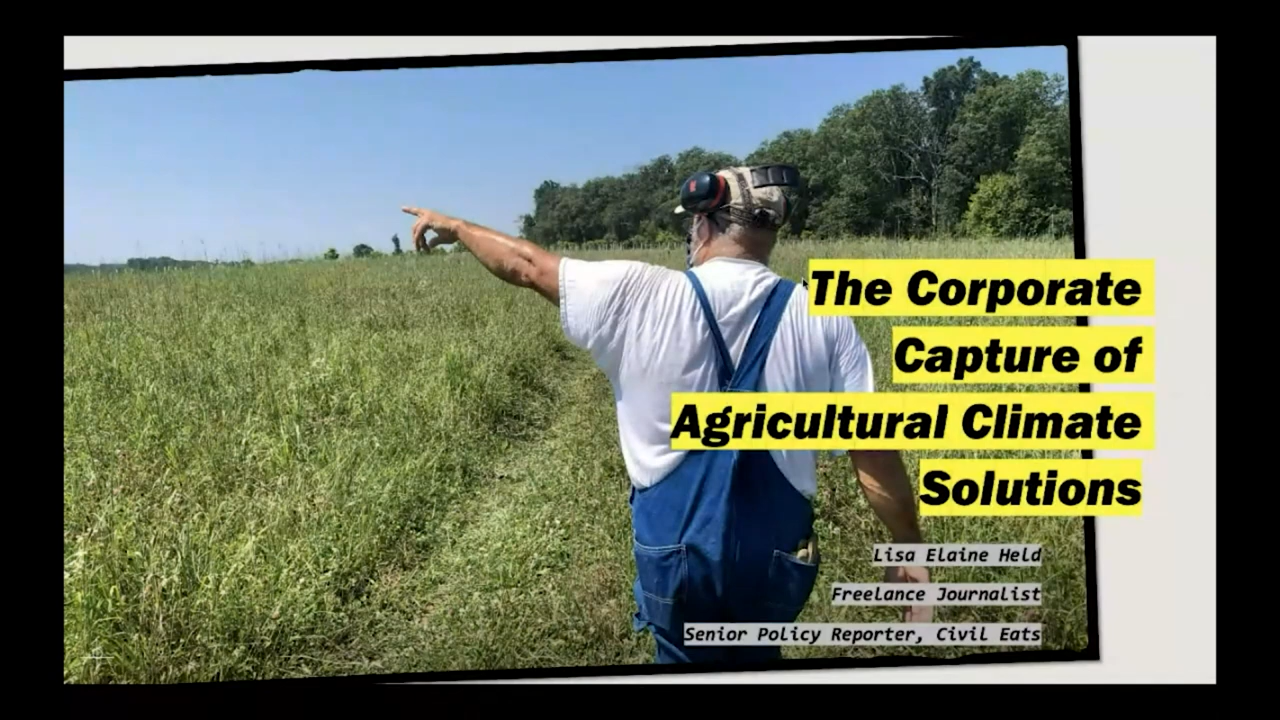 The Corporate
Capture of
Agricultural Climate
Solutions
Lisa Elaine Held
Freelance Journalist
Senior Policy Reporter, Civil Eats